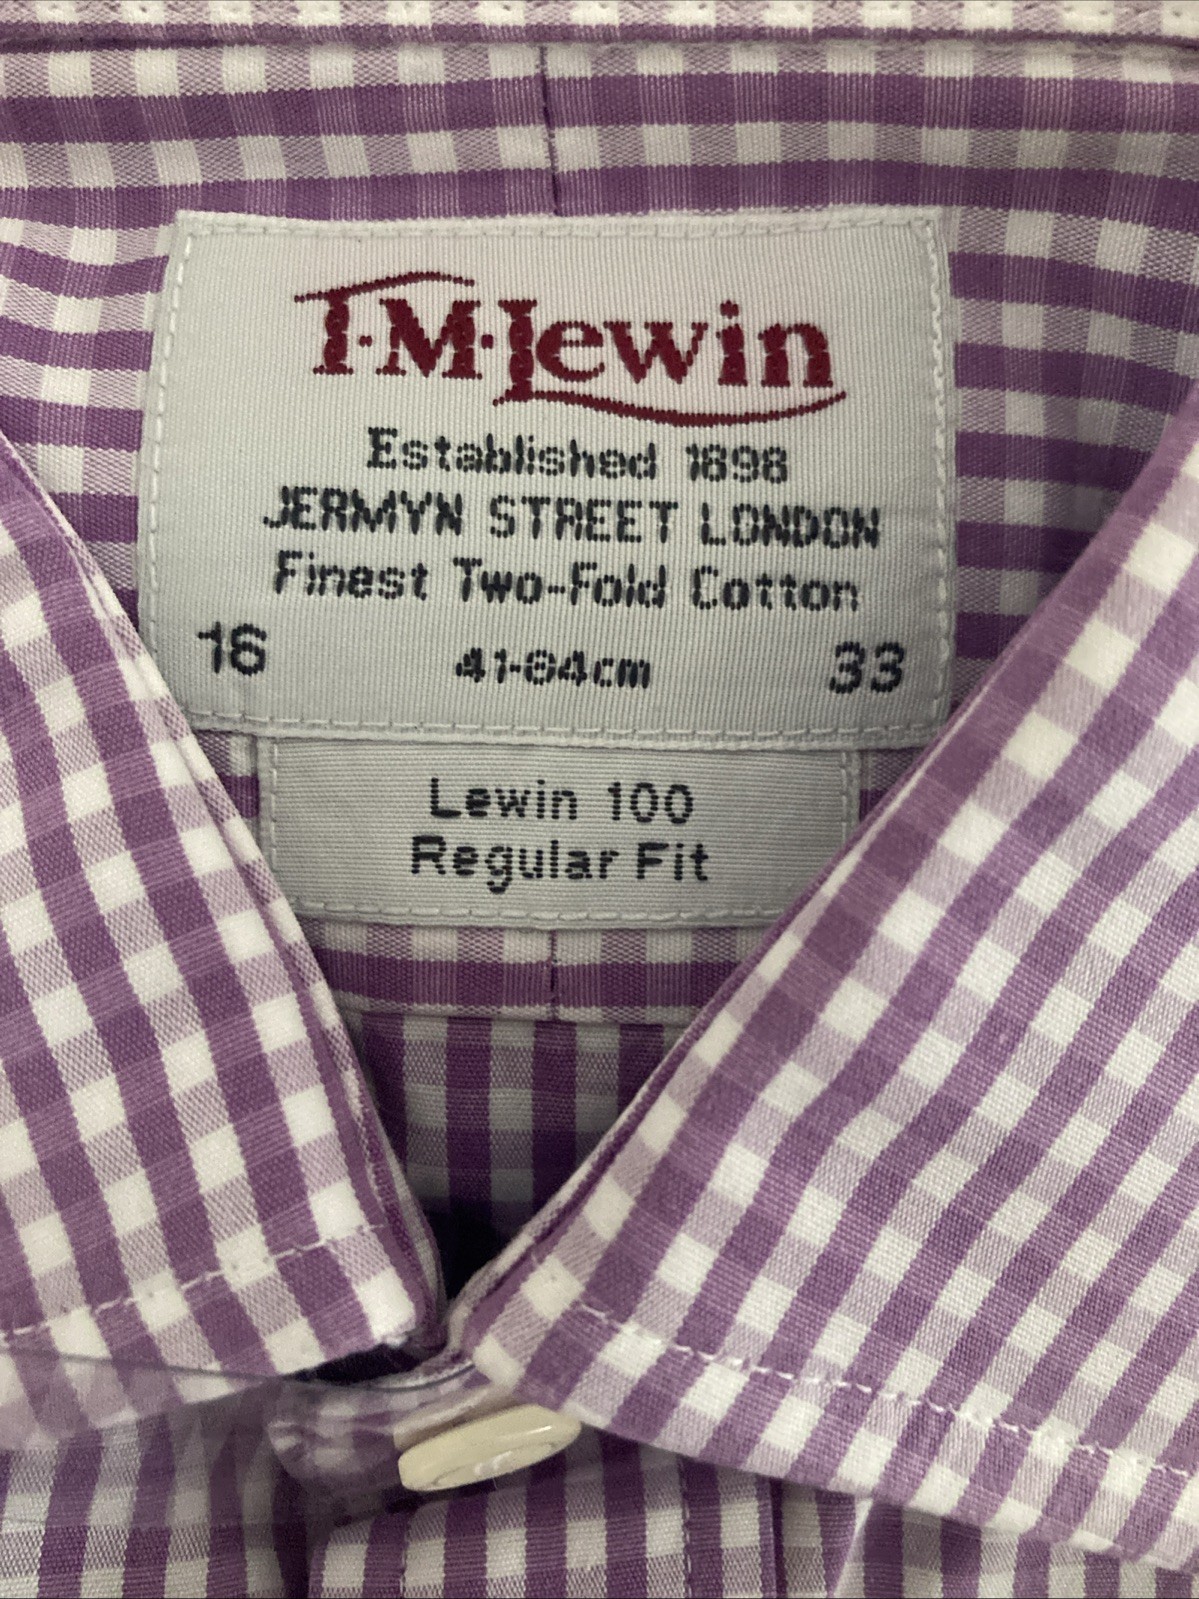 T·M·Lewin
Established 1898
JERMYN STREET LONDON
Finest Two-Fold Cotton
16 41-84cm 33
Lewin 100
Regular Fit